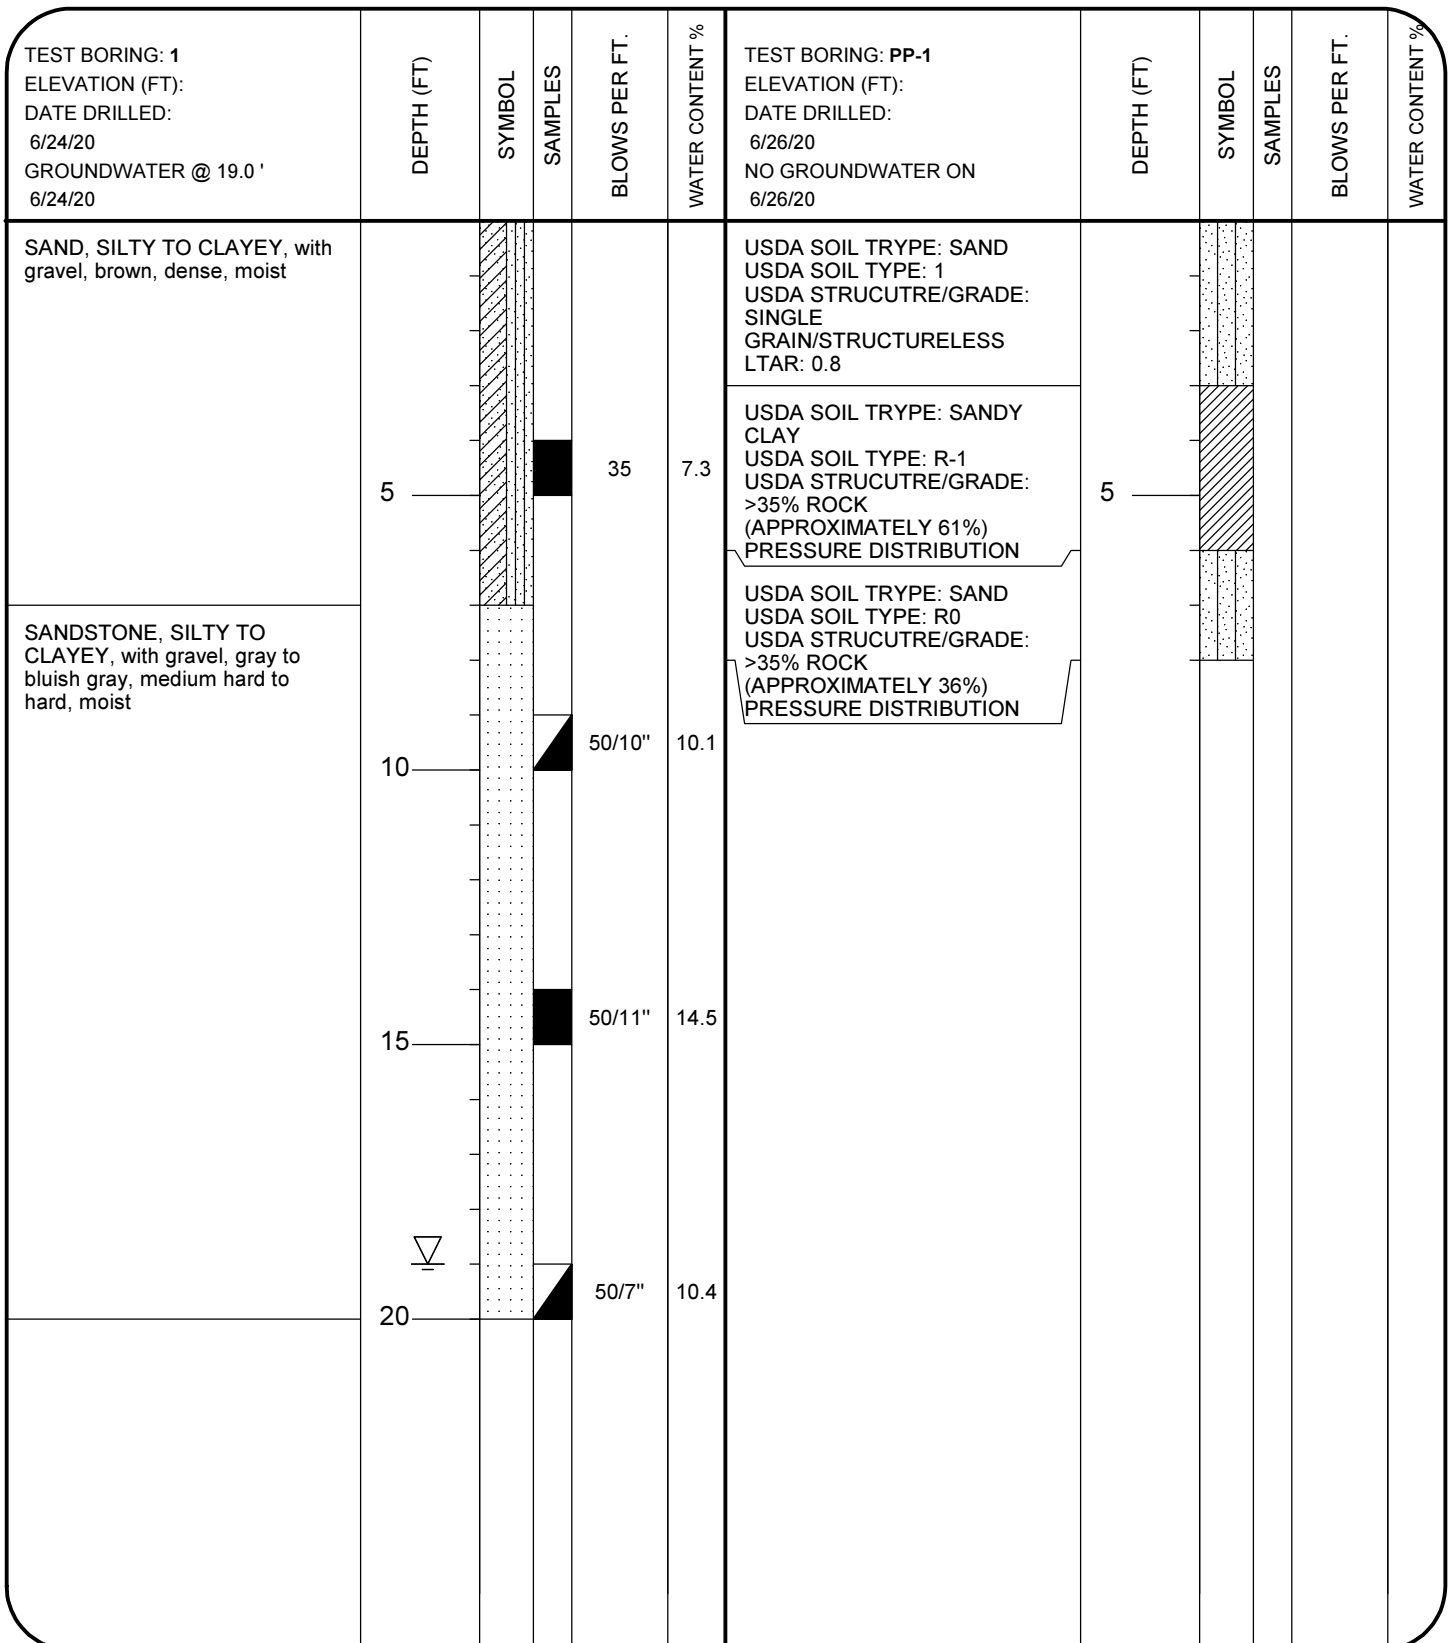 TEST BORING: 1
ELEVATION (FT):
DATE DRILLED:
6/24/20
GROUNDWATER @ 19.0 '
6/24/20
DEPTH (FT)
SYMBOL
SAMPLES
BLOWS PER FT.
WATER CONTENT %
TEST BORING: PP-1
ELEVATION (FT):
DATE DRILLED:
6/26/20
NO GROUNDWATER ON
6/26/20
DEPTH (FT)
SYMBOL
SAMPLES
BLOWS PER FT.
WATER CONTENT %
SAND, SILTY TO CLAYEY, with
gravel, brown, dense, moist
5
35
7.3
SANDSTONE, SILTY TO
CLAYEY, with gravel, gray to
bluish gray, medium hard to
hard, moist
10
50/10"
10.1
15
50/11"
14.5
20
50/7"
10.4
USDA SOIL TRYPE: SAND
USDA SOIL TYPE: 1
USDA STRUCUTRE/GRADE:
SINGLE
GRAIN/STRUCTURELESS
LTAR: 0.8
USDA SOIL TRYPE: SANDY
CLAY
USDA SOIL TYPE: R-1
USDA STRUCUTRE/GRADE:
>35% ROCK
(APPROXIMATELY 61%)
PRESSURE DISTRIBUTION
5
USDA SOIL TRYPE: SAND
USDA SOIL TYPE: R0
USDA STRUCUTRE/GRADE:
>35% ROCK
(APPROXIMATELY 36%)
PRESSURE DISTRIBUTION